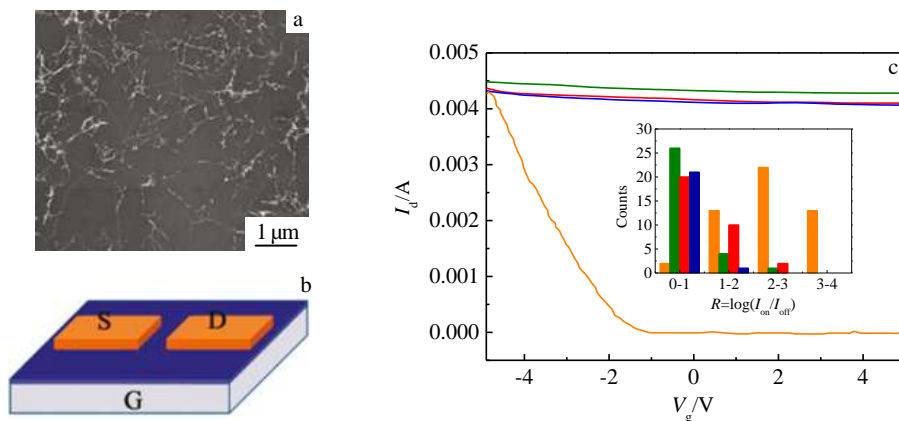 a
1 μm
b
S
D
G
c
0.005
0.004
0.003
0.002
0.001
0.000
I_d/A
-4
-2
0
2
4
V_g/V
30
25
20
15
10
5
0
Counts
0-1
1-2
2-3
3-4
R=log(I_on/I_off)